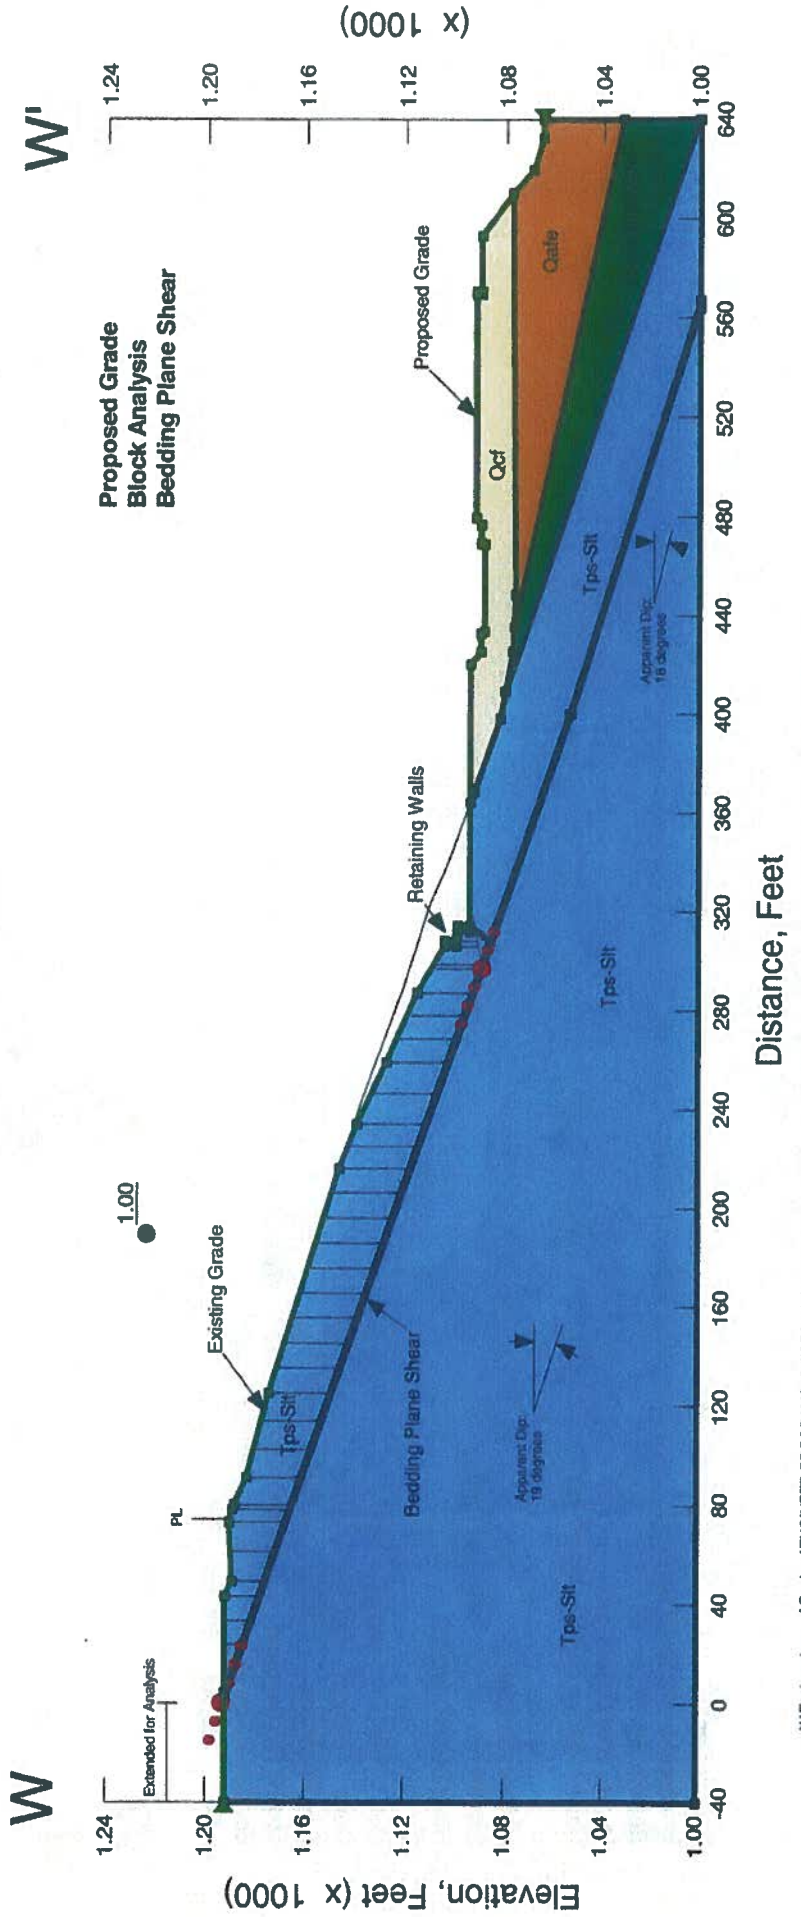 W
W'
Proposed Grade
Block Analysis
Bedding Plane Shear
1.00
Extended for Analysis
PL
Existing Grade
Retaining Walls
Proposed Grade
Tps-Slt
Qcf
Qafe
Bedding Plane Shear
Tps-Slt
Apparent Dip:
19 degrees
Apparent Dip:
18 degrees
Tps-Slt
Tps-Slt
Elevation, Feet (x 1000)
1.24
1.20
1.16
1.12
1.08
1.04
1.00
(x 1000)
1.24
1.20
1.16
1.12
1.08
1.04
1.00
-40 0 40 80 120 160 200 240 280 320 360 400 440 480 520 560 600 640
Distance, Feet